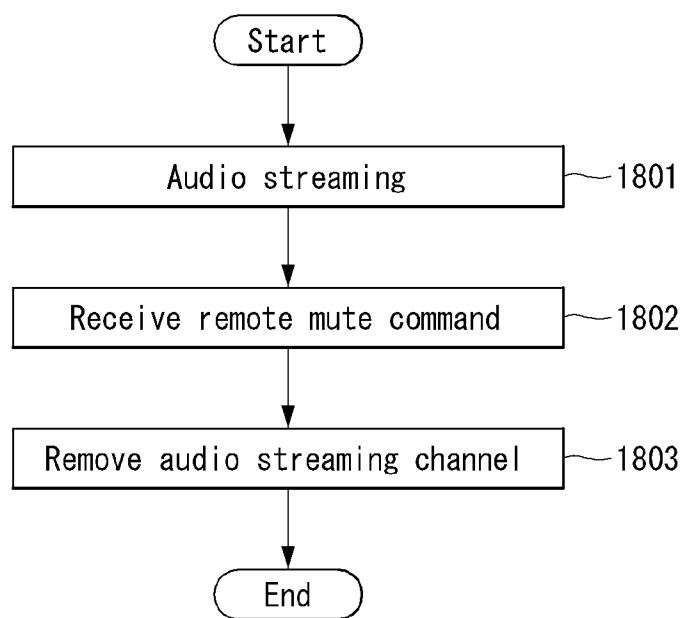 Start
Audio streaming
1801
Receive remote mute command
1802
Remove audio streaming channel
1803
End